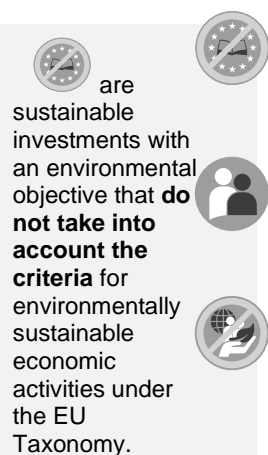 are
sustainable
investments with
an environmental
objective that do
not take into
account the
criteria for
environmentally
sustainable
economic
activities under
the EU
Taxonomy.